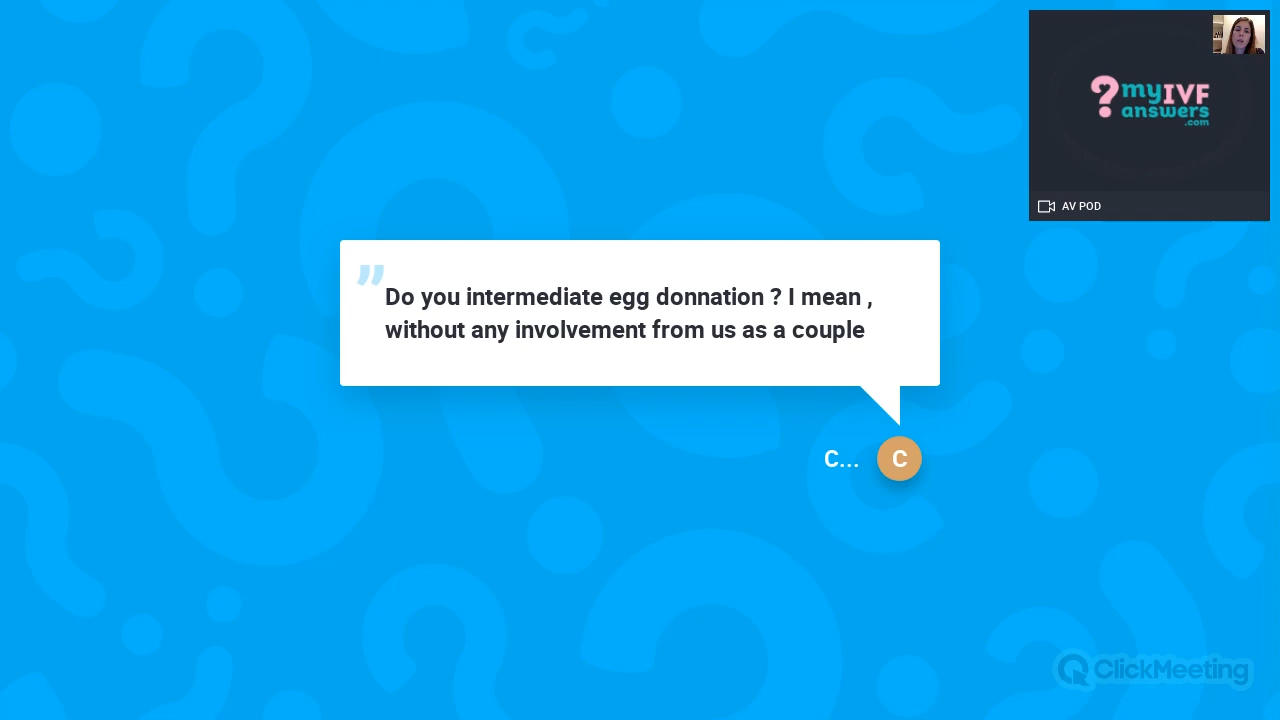 ?myIVF
answers
.com
AV POD
” Do you intermediate egg donnation ? I mean ,
without any involvement from us as a couple
C... C
ClickMeeting